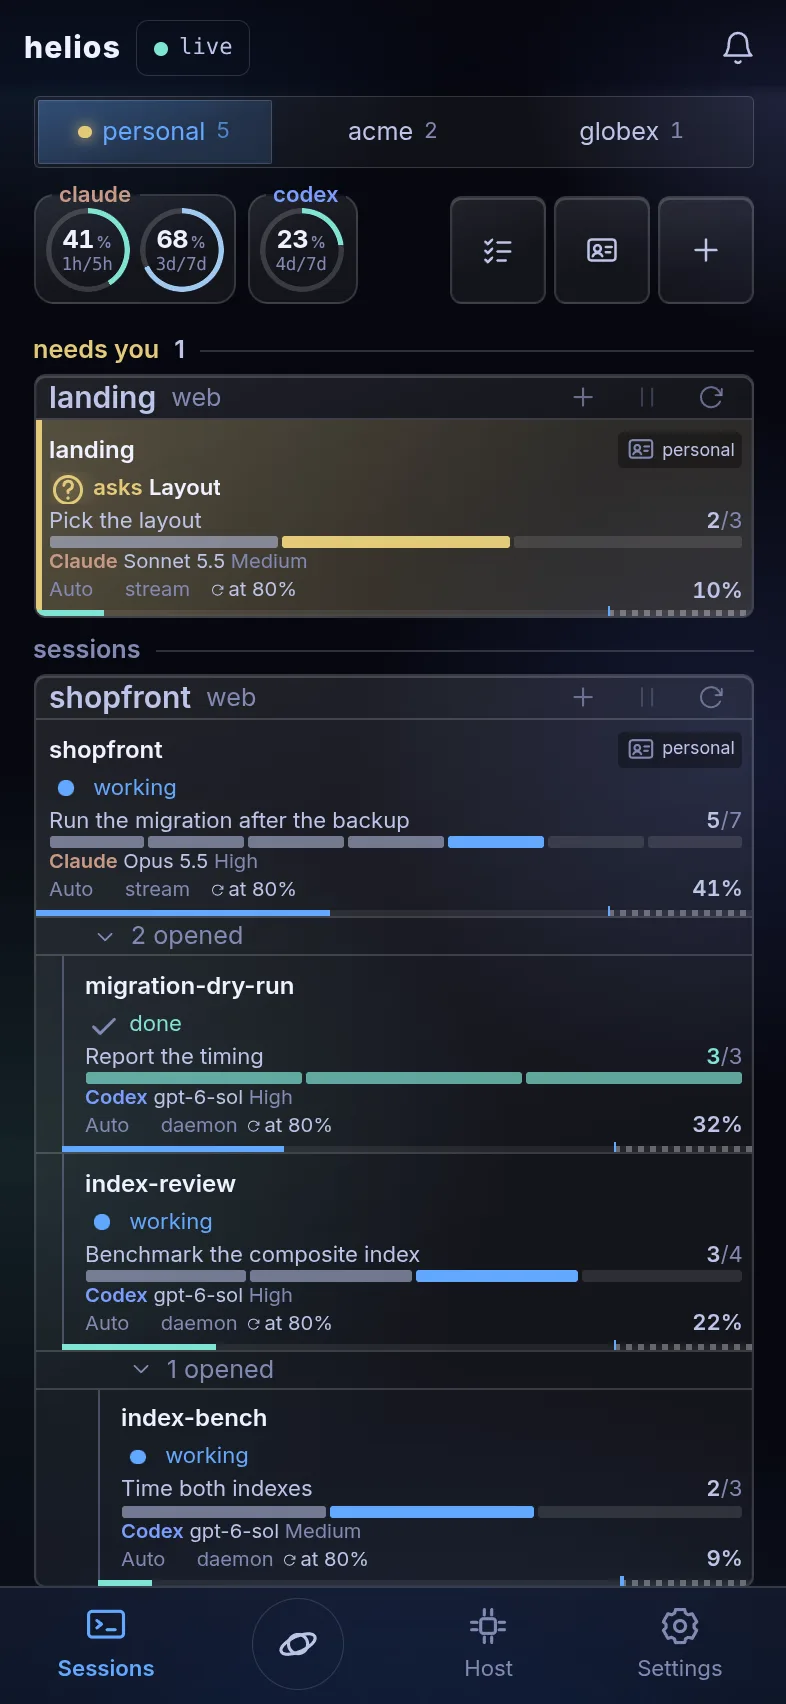 helios live
personal 5 acme 2 globex 1
claude codex
41% 68% 23%
1h/5h 3d/7d 4d/7d
needs you 1
landing web
landing personal
asks Layout
Pick the layout 2/3
Claude Sonnet 5.5 Medium
Auto stream at 80% 10%
sessions
shopfront web
shopfront personal
working
Run the migration after the backup 5/7
Claude Opus 5.5 High
Auto stream at 80% 41%
2 opened
migration-dry-run
done
Report the timing 3/3
Codex gpt-6-sol High
Auto daemon at 80% 32%
index-review
working
Benchmark the composite index 3/4
Codex gpt-6-sol High
Auto daemon at 80% 22%
1 opened
index-bench
working
Time both indexes 2/3
Codex gpt-6-sol Medium
Auto daemon at 80% 9%
Sessions Host Settings